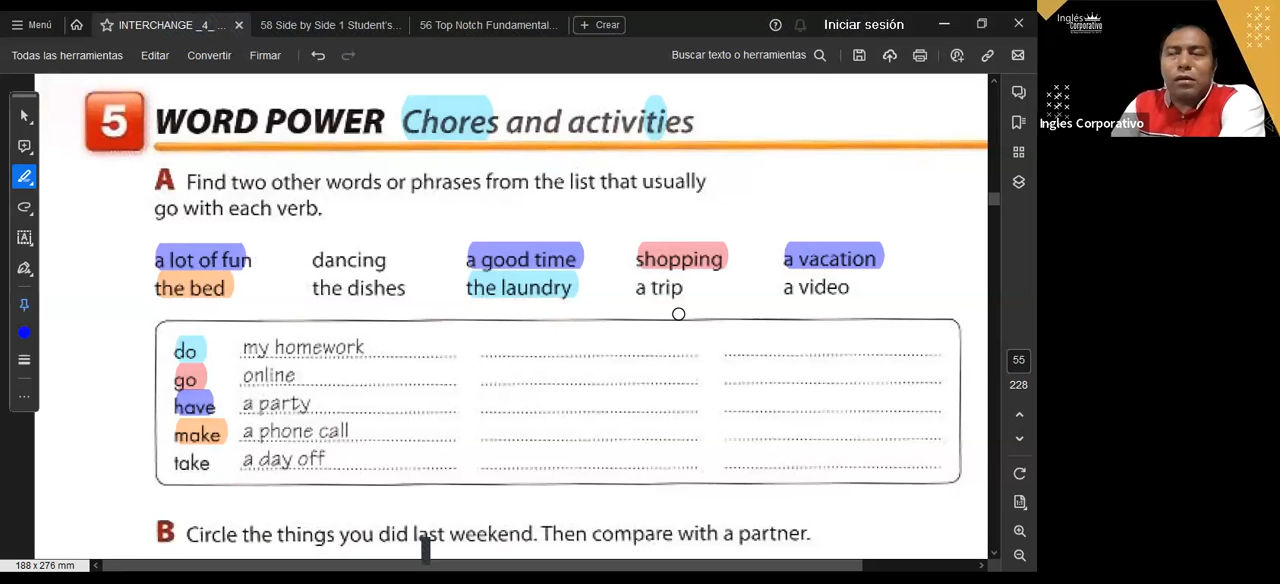 Menú
INTERCHANGE _4_ ...
58 Side by Side 1 Student's...
56 Top Notch Fundamental...
+ Crear
Iniciar sesión
Todas las herramientas
Editar
Convertir
Firmar
Buscar texto o herramientas
5 WORD POWER Chores and activities
A Find two other words or phrases from the list that usually
go with each verb.
a lot of fun dancing a good time shopping a vacation
the bed the dishes the laundry a trip a video
do my homework
go online
have a party
make a phone call
take a day off
B Circle the things you did last weekend. Then compare with a partner.
55
228
188 x 276 mm
Inglés
Corporativo
Ingles Corporativo